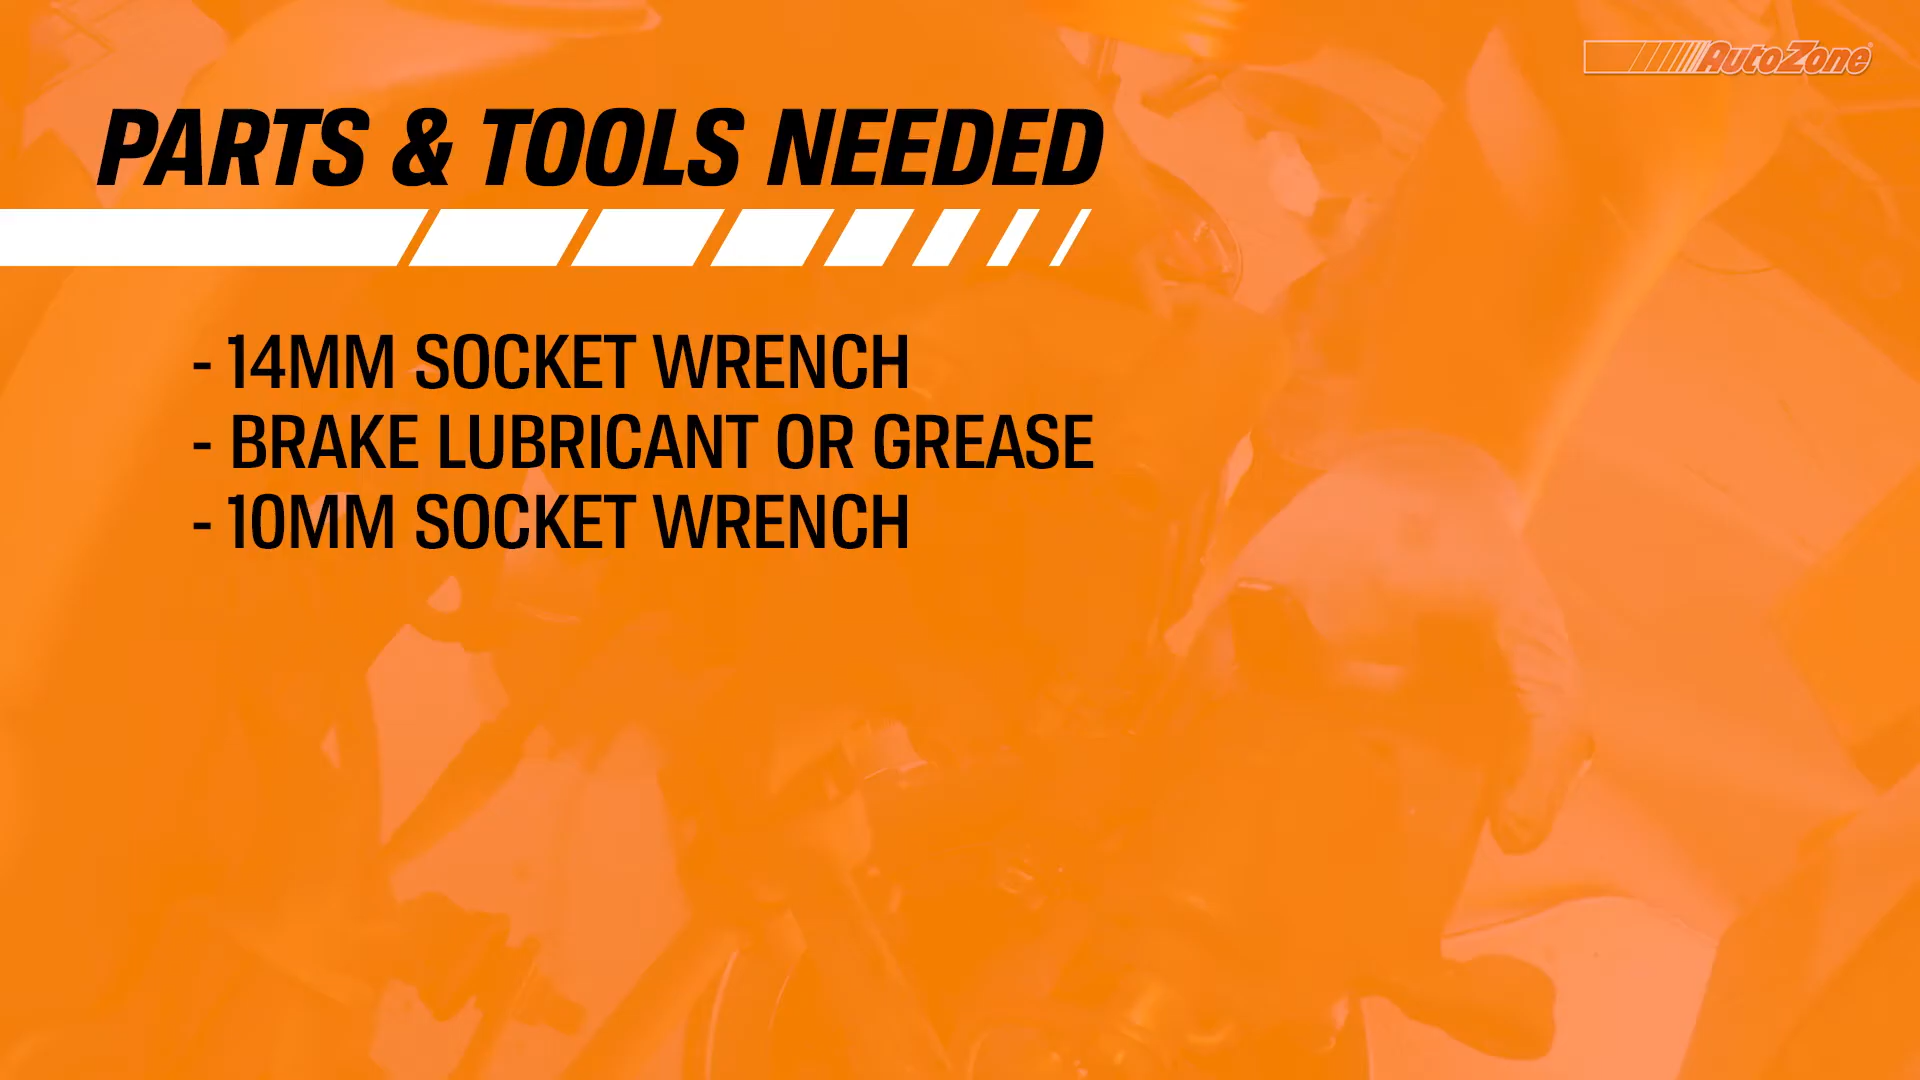 AutoZone
PARTS & TOOLS NEEDED
- 14MM SOCKET WRENCH
- BRAKE LUBRICANT OR GREASE
- 10MM SOCKET WRENCH